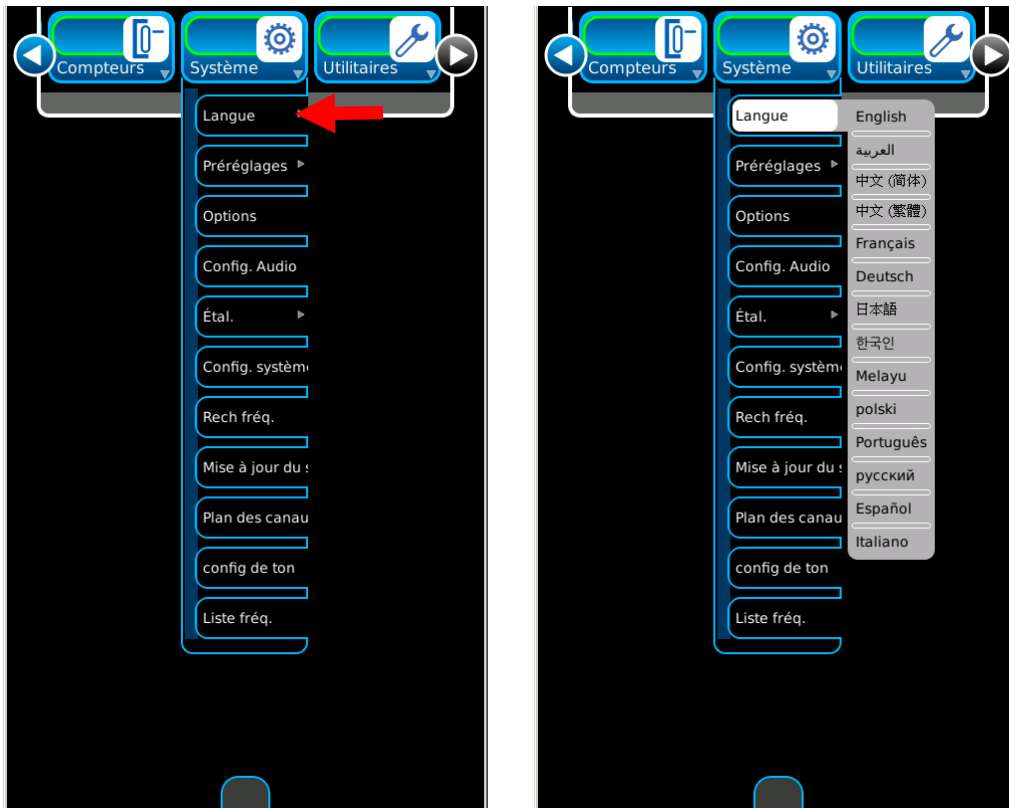 Compteurs
Système
Utilitaires
Langue
Préréglages
Options
Config. Audio
Étal.
Config. systèm
Rech fréq.
Mise à jour du s
Plan des canau
config de ton
Liste fréq.
Compteurs
Système
Utilitaires
Langue
Préréglages
Options
Config. Audio
Étal.
Config. systèm
Rech fréq.
Mise à jour du s
Plan des canau
config de ton
Liste fréq.
English
العربية
中文 (简体)
中文 (繁體)
Français
Deutsch
日本語
한국인
Melayu
polski
Português
русский
Español
Italiano